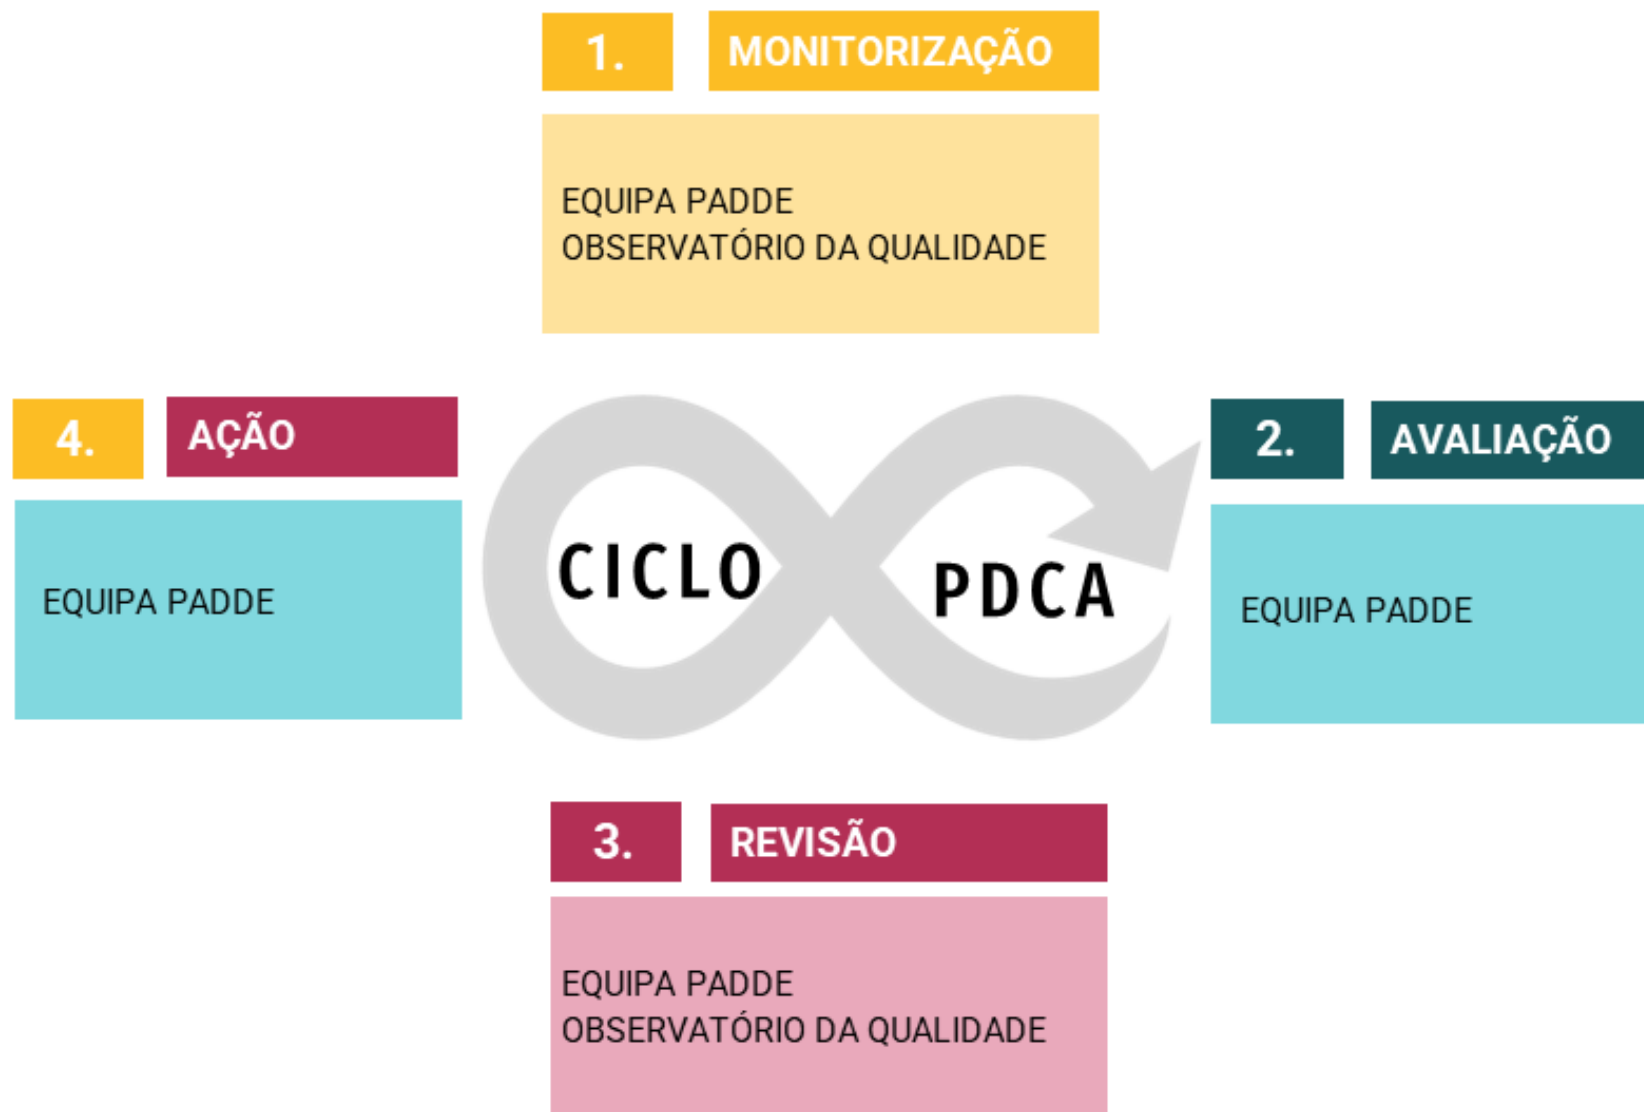 1.
MONITORIZAÇÃO
EQUIPA PADDE
OBSERVATÓRIO DA QUALIDADE
4.
AÇÃO
EQUIPA PADDE
CICLO
PDCA
2.
AVALIAÇÃO
EQUIPA PADDE
3.
REVISÃO
EQUIPA PADDE
OBSERVATÓRIO DA QUALIDADE